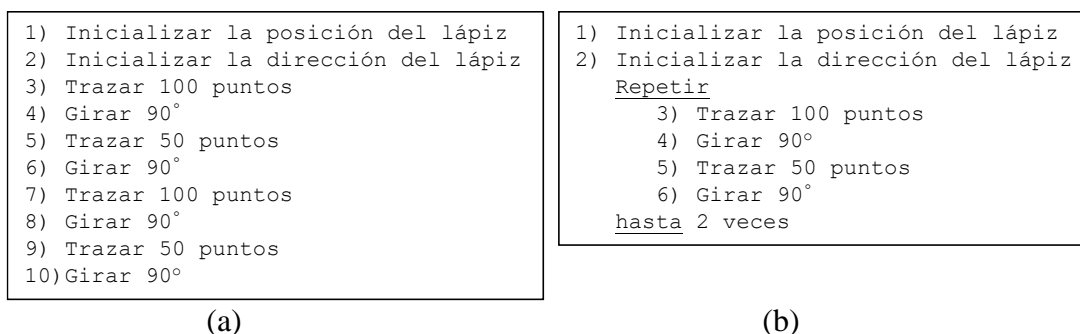 1) Inicializar la posición del lápiz
2) Inicializar la dirección del lápiz
3) Trazar 100 puntos
4) Girar 90˚
5) Trazar 50 puntos
6) Girar 90˚
7) Trazar 100 puntos
8) Girar 90˚
9) Trazar 50 puntos
10)Girar 90º
(a)
1) Inicializar la posición del lápiz
2) Inicializar la dirección del lápiz
Repetir
3) Trazar 100 puntos
4) Girar 90º
5) Trazar 50 puntos
6) Girar 90˚
hasta 2 veces
(b)